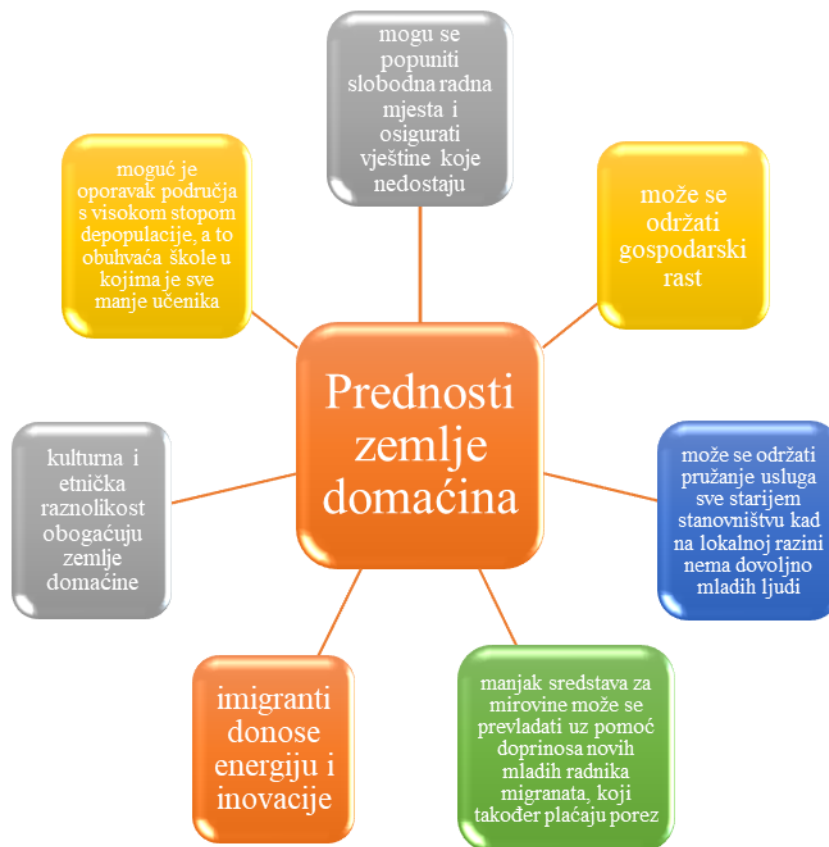 mogu se
popuniti
slobodna radna
mjesta i
osigurati
vještine koje
nedostaju
može se
održati
gospodarski
rast
može se održati
pružanje usluga
sve starijem
stanovništvu kad
na lokalnoj razini
nema dovoljno
mladih ljudi
manjak sredstava za
mirovine može se
prevladati uz pomoć
doprinosa novih
mladih radnika
migranata, koji
također plaćaju porez
imigranti
donose
energiju i
inovacije
kulturna i
etnička
raznolikost
obogaćuju
zemlje
domaćine
moguć je
oporavak područja
s visokom stopom
depopulacije, a to
obuhvaća škole u
kojima je sve
manje učenika
Prednosti
zemlje
domaćina